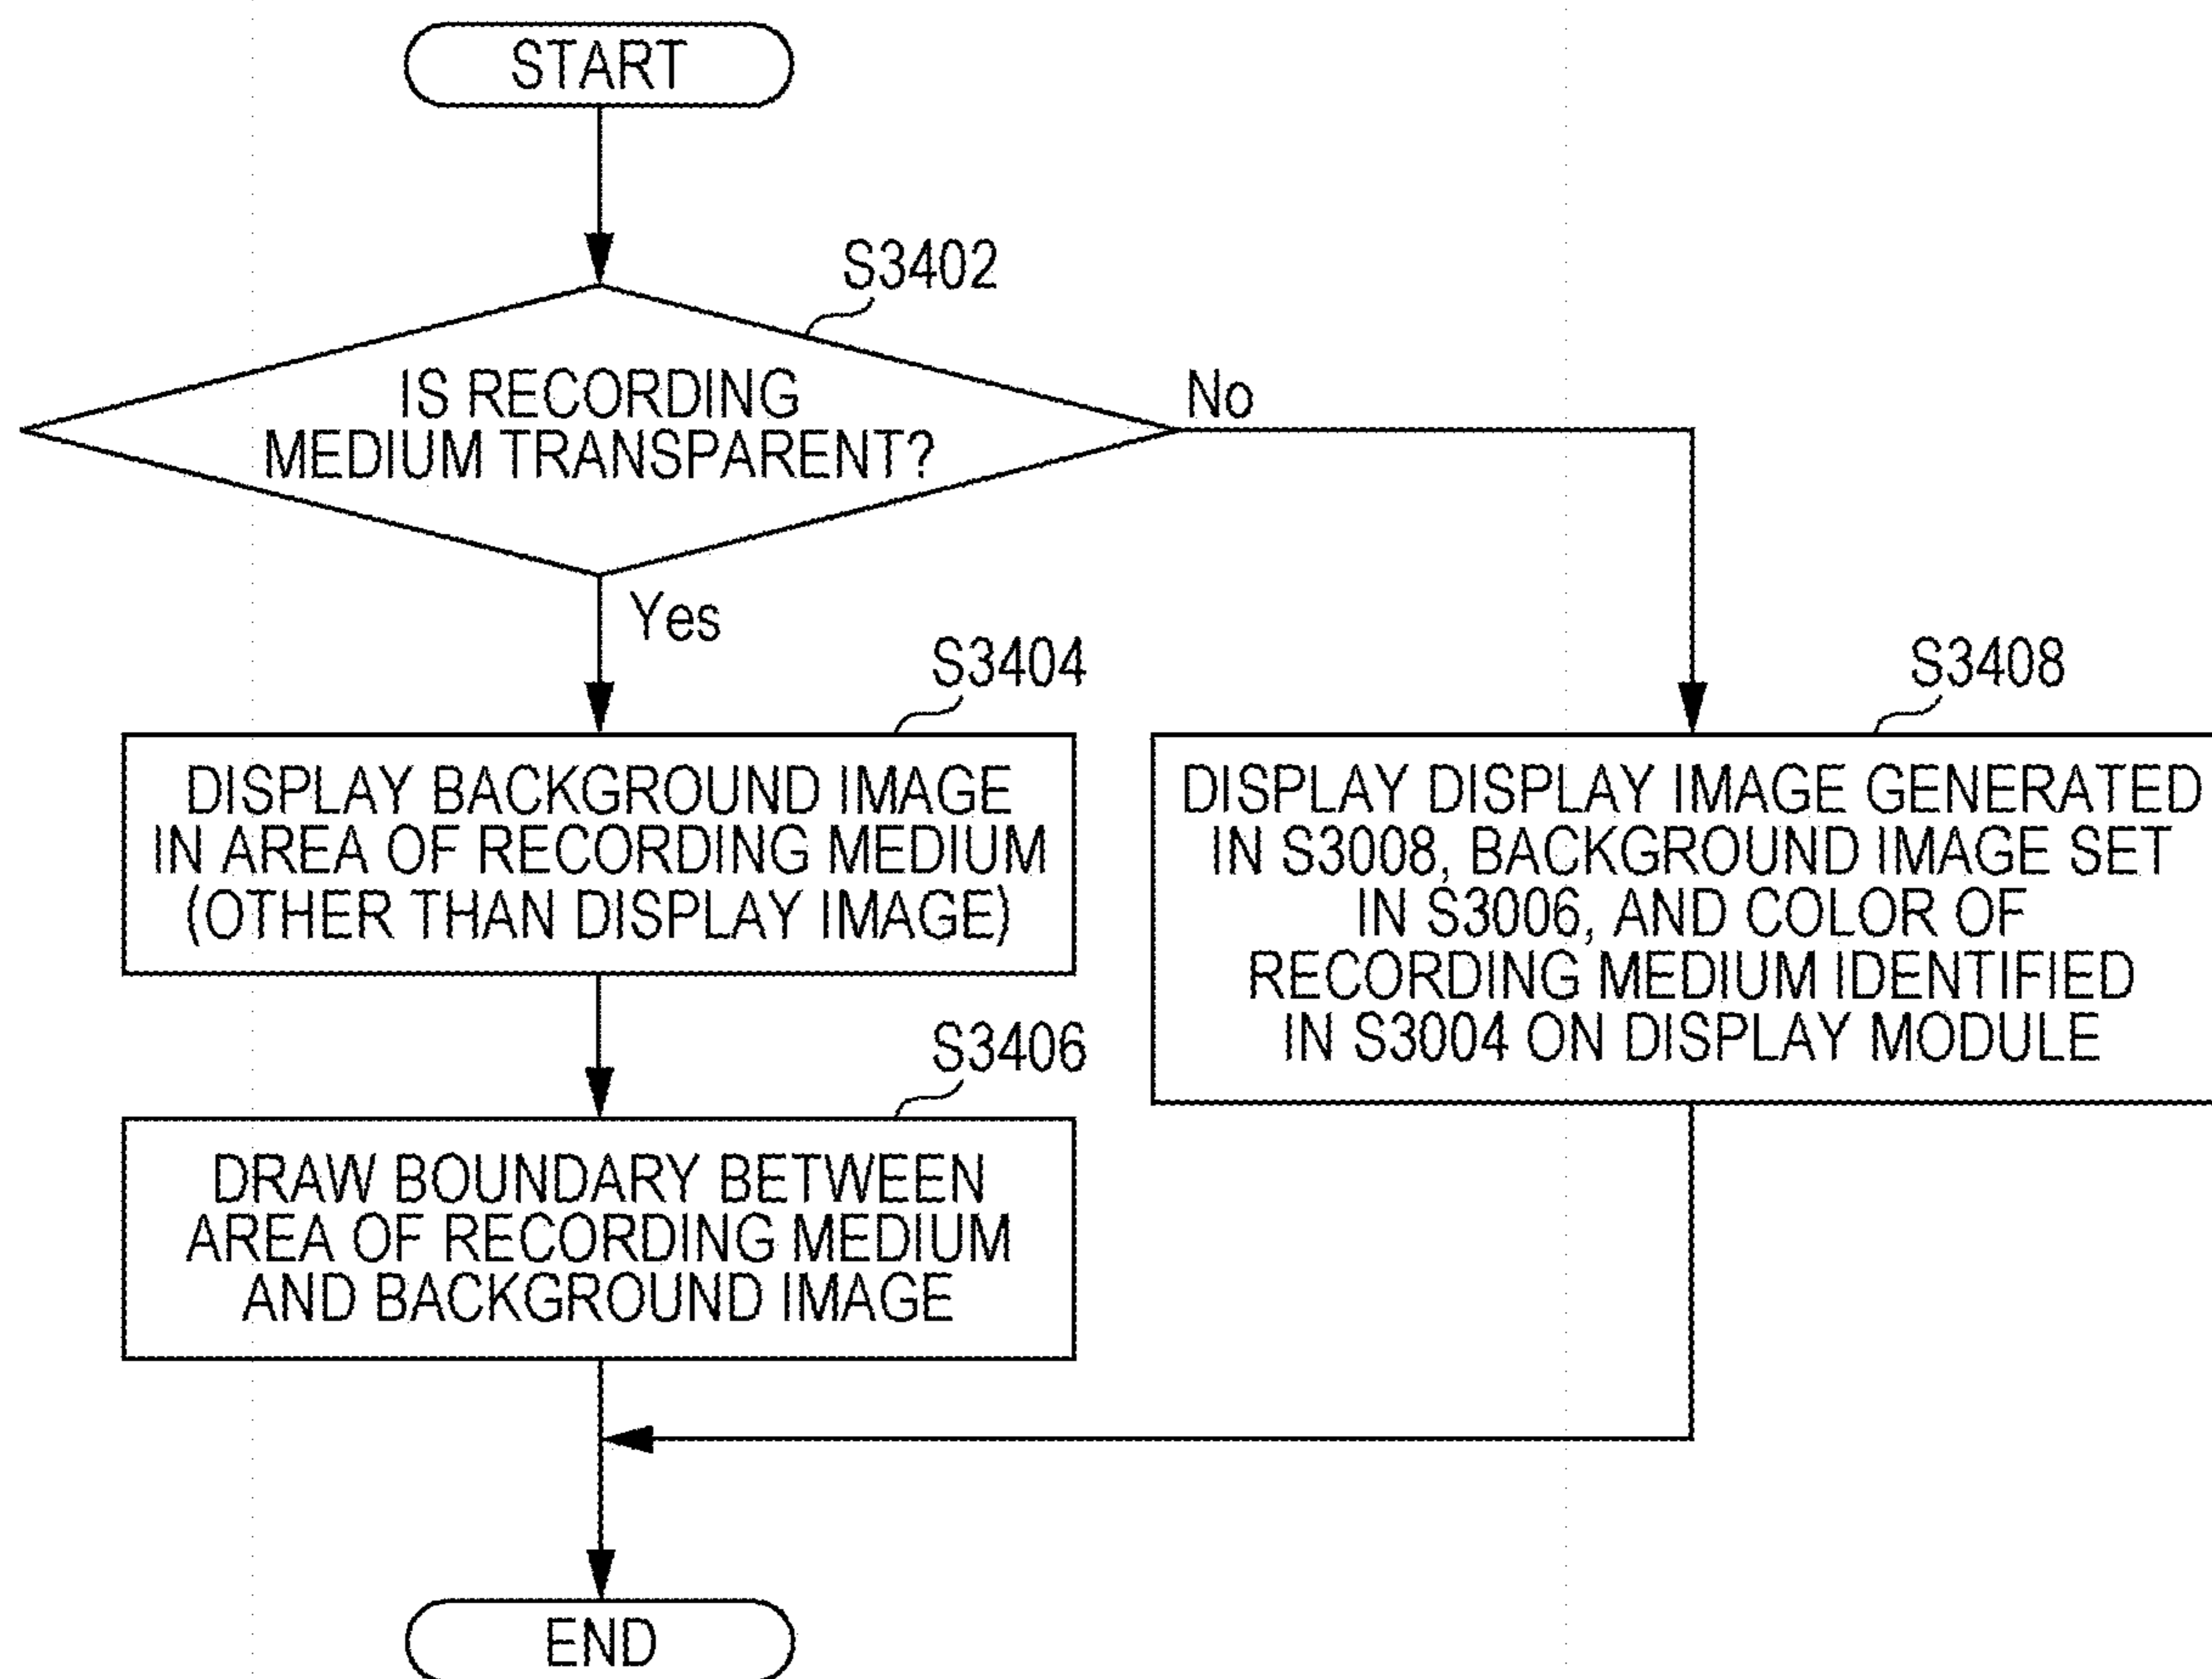 START
S3402
IS RECORDING
MEDIUM TRANSPARENT?
No
Yes
S3404
DISPLAY BACKGROUND IMAGE
IN AREA OF RECORDING MEDIUM
(OTHER THAN DISPLAY IMAGE)
S3408
DISPLAY DISPLAY IMAGE GENERATED
IN S3008, BACKGROUND IMAGE SET
IN S3006, AND COLOR OF
RECORDING MEDIUM IDENTIFIED
IN S3004 ON DISPLAY MODULE
S3406
DRAW BOUNDARY BETWEEN
AREA OF RECORDING MEDIUM
AND BACKGROUND IMAGE
END